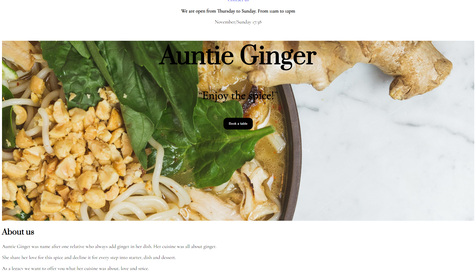 We are open from Thursday to Sunday. From 11am to 11pm
November/Sunday
Auntie Ginger
"Enjoy the spice!"
Book a table
About us
Auntie Ginger was name after one relative who always add ginger in her dish. Her cuisine was all about ginger
She share her love for this spice and decline it for every step into starter, dish and dessert.
As a legacy we want to offer you what her cuisine was about, love and spice.